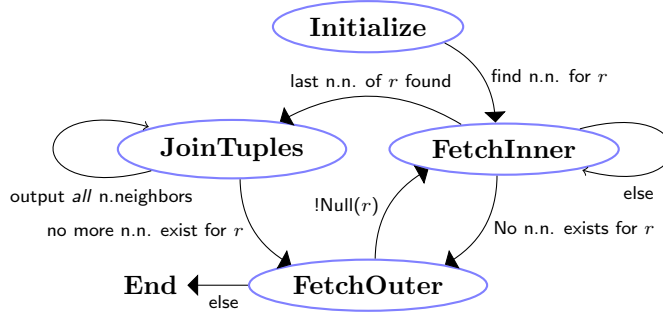 Initialize
find n.n. for r
last n.n. of r found
JoinTuples
FetchInner
output all n.neighbors
else
!Null(r)
no more n.n. exist for r
No n.n. exists for r
End
else
FetchOuter